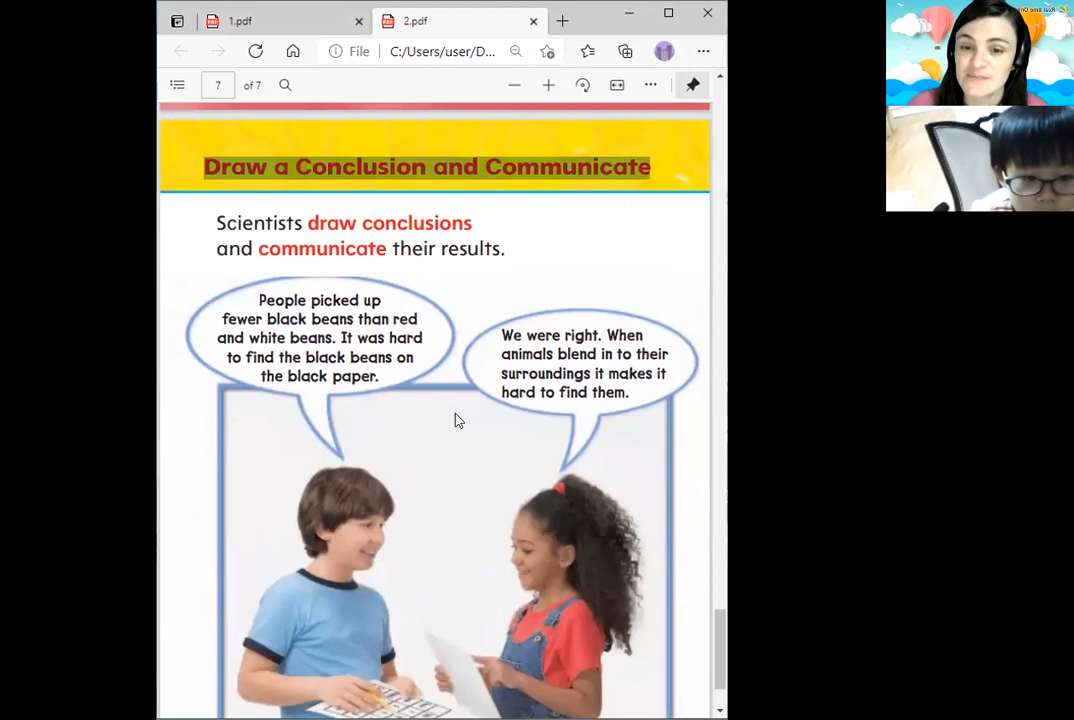 1.pdf
2.pdf
File
C:/Users/user/D...
7
of 7
Draw a Conclusion and Communicate
Scientists draw conclusions
and communicate their results.
People picked up
fewer black beans than red
and white beans. It was hard
to find the black beans on
the black paper.
We were right. When
animals blend in to their
surroundings it makes it
hard to find them.